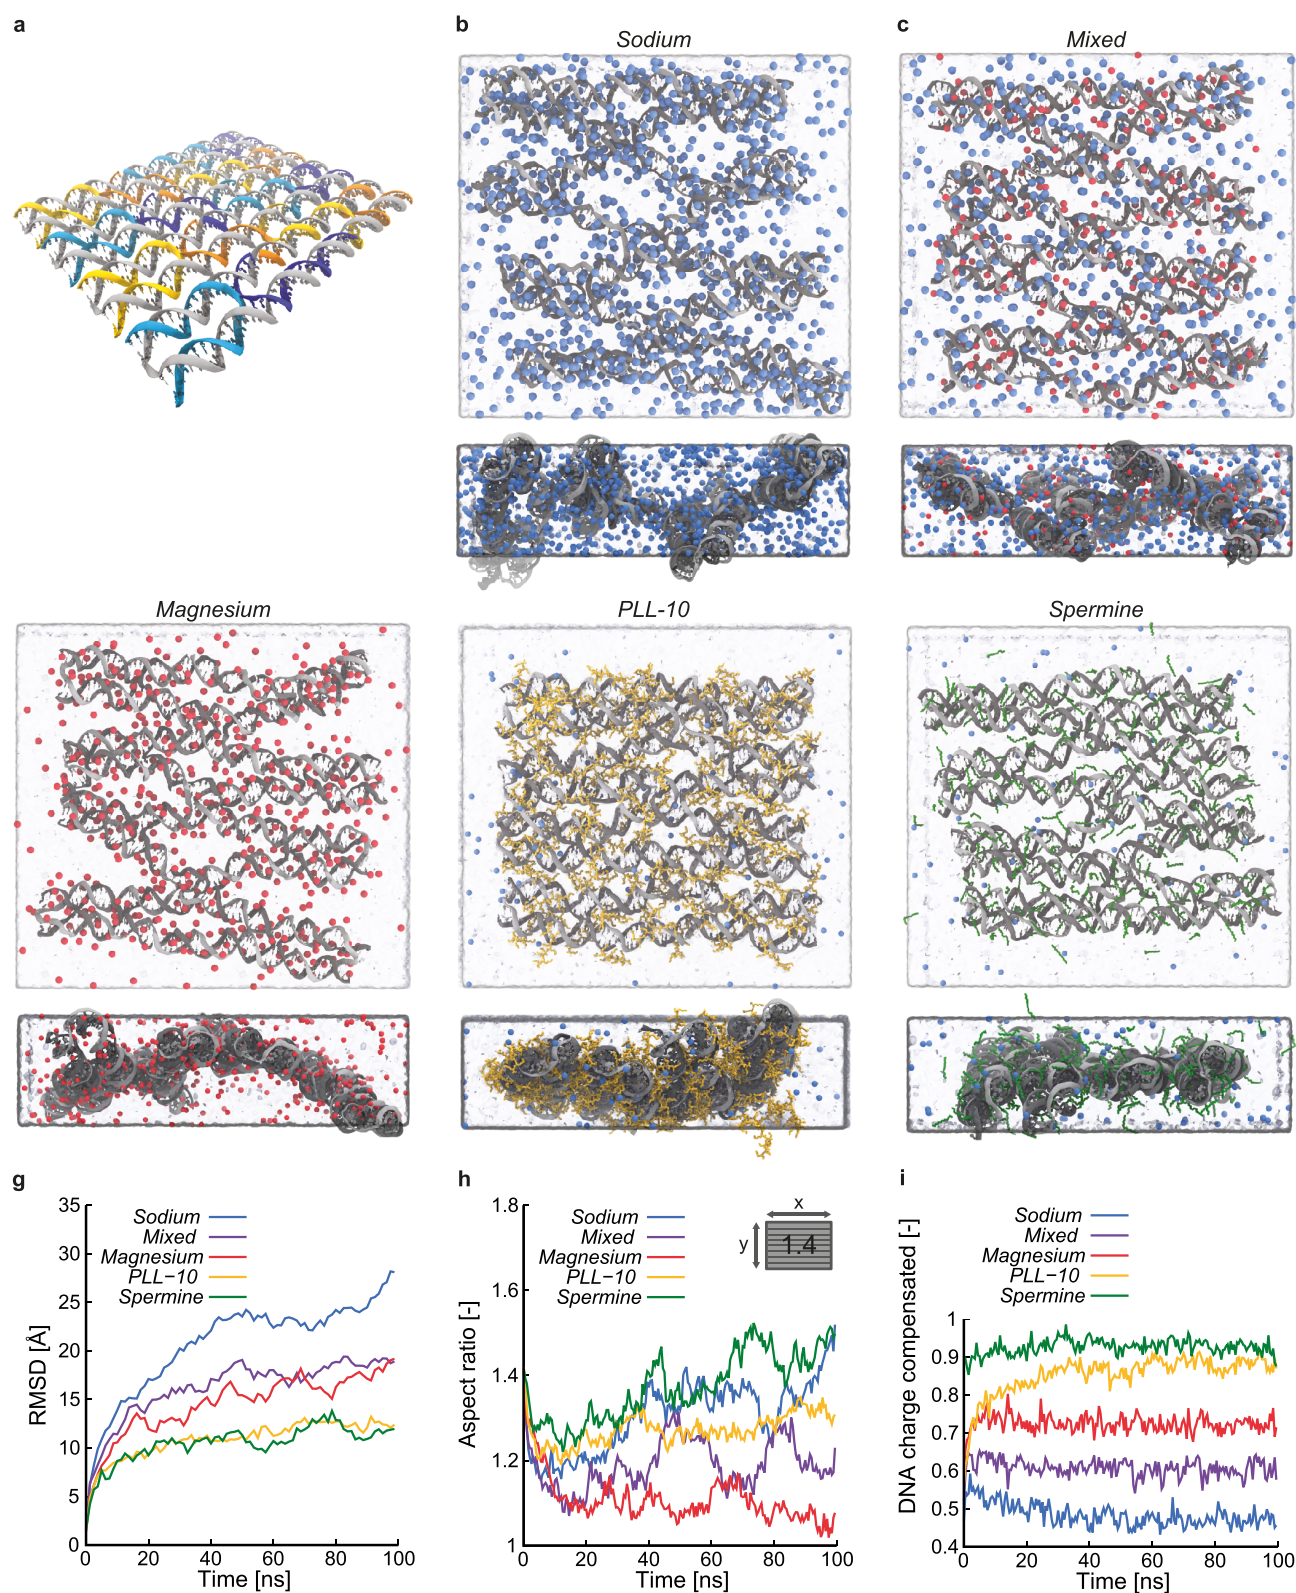 a
b
Sodium
c
Mixed
Magnesium
PLL-10
Spermine
g
35
30
25
20
15
10
5
0
RMSD [Å]
Sodium
Mixed
Magnesium
PLL−10
Spermine
0 20 40 60 80 100
Time [ns]
h
1.8
1.6
1.4
1.2
1
Aspect ratio [-]
Sodium
Mixed
Magnesium
PLL−10
Spermine
x
y
1.4
0 20 40 60 80 100
Time [ns]
i
Sodium
Mixed
Magnesium
PLL−10
Spermine
1
0.9
0.8
0.7
0.6
0.5
0.4
DNA charge compensated [-]
0 20 40 60 80 100
Time [ns]